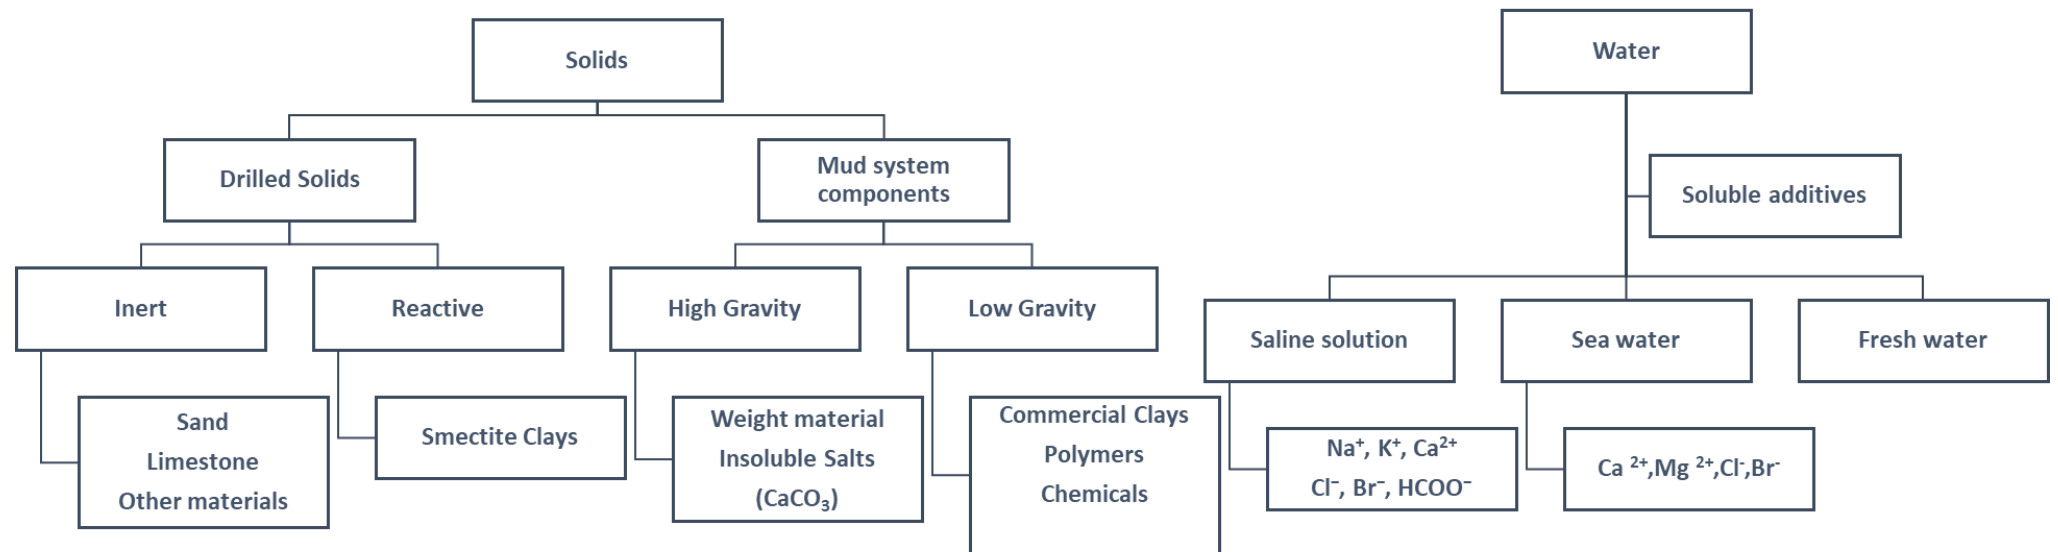 Solids
Drilled Solids
Mud system
components
Inert
Reactive
High Gravity
Low Gravity
Sand
Limestone
Other materials
Smectite Clays
Weight material
Insoluble Salts
(CaCO₃)
Commercial Clays
Polymers
Chemicals
Water
Soluble additives
Saline solution
Sea water
Fresh water
Na⁺, K⁺, Ca²⁺
Cl⁻, Br⁻, HCOO⁻
Ca ²⁺,Mg ²⁺,Cl⁻,Br⁻